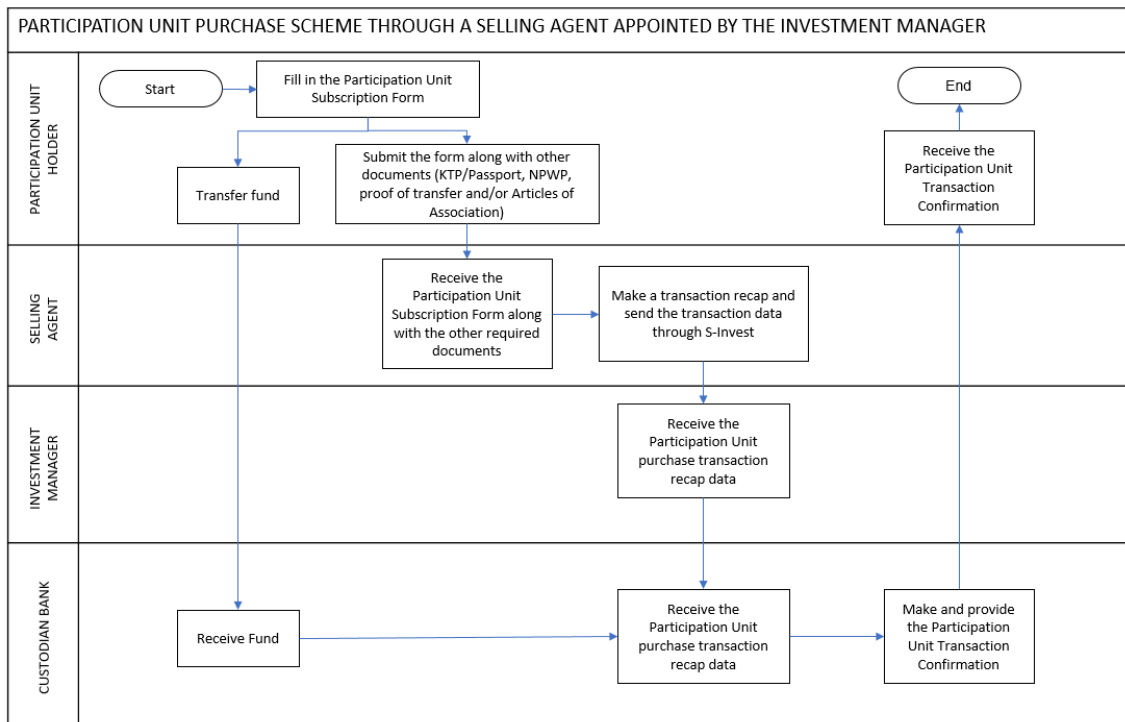 PARTICIPATION UNIT PURCHASE SCHEME THROUGH A SELLING AGENT APPOINTED BY THE INVESTMENT MANAGER
PARTICIPATION UNIT
HOLDER
Start
Fill in the Participation Unit
Subscription Form
End
Transfer fund
Submit the form along with other
documents (KTP/Passport, NPWP,
proof of transfer and/or Articles of
Association)
Receive the
Participation Unit
Transaction
Confirmation
SELLING
AGENT
Receive the
Participation Unit
Subscription Form along
with the other required
documents
Make a transaction recap and
send the transaction data
through S-Invest
INVESTMENT
MANAGER
Receive the
Participation Unit
purchase transaction
recap data
CUSTODIAN BANK
Receive Fund
Receive the
Participation Unit
purchase transaction
recap data
Make and provide
the Participation
Unit Transaction
Confirmation